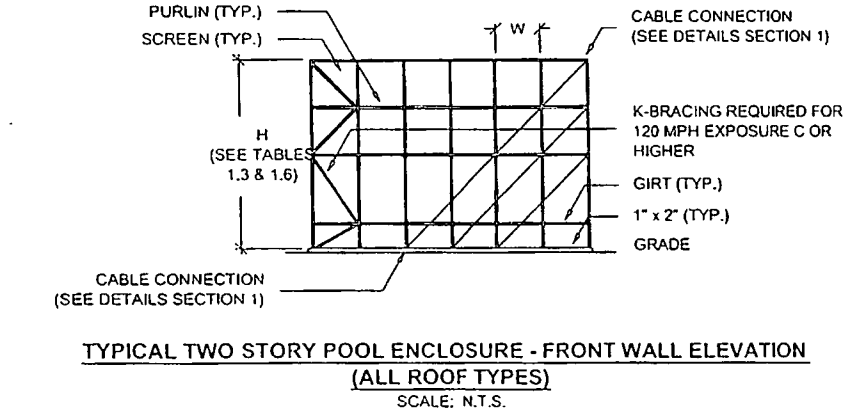 PURLIN (TYP.)
SCREEN (TYP.)
W
CABLE CONNECTION
(SEE DETAILS SECTION 1)
H
(SEE TABLES
1.3 & 1.6)
K-BRACING REQUIRED FOR
120 MPH EXPOSURE C OR
HIGHER
GIRT (TYP.)
1" x 2" (TYP.)
GRADE
CABLE CONNECTION
(SEE DETAILS SECTION 1)
TYPICAL TWO STORY POOL ENCLOSURE - FRONT WALL ELEVATION
(ALL ROOF TYPES)
SCALE: N.T.S.